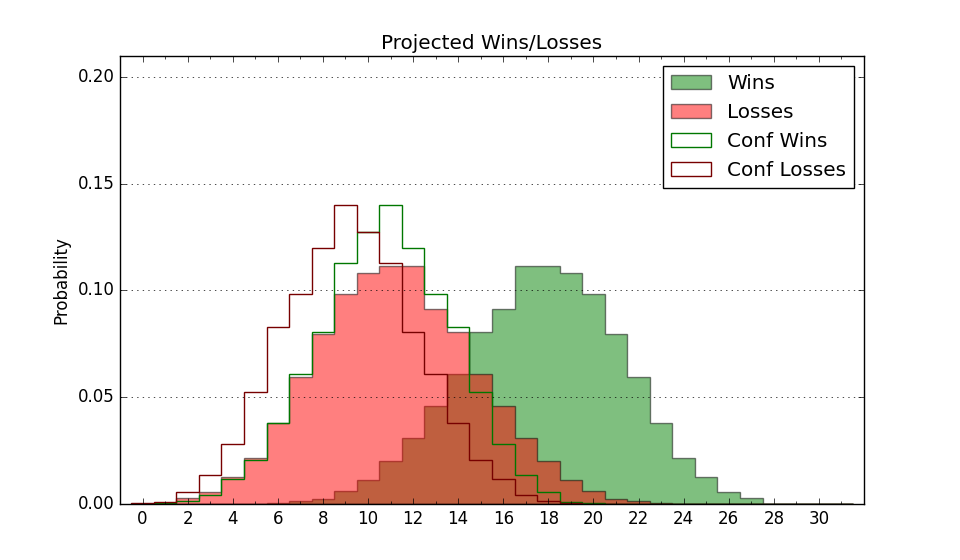 Projected Wins/Losses
0.20
0.15
0.10
0.05
0.00
Probability
Wins
Losses
Conf Wins
Conf Losses
0 2 4 6 8 10 12 14 16 18 20 22 24 26 28 30